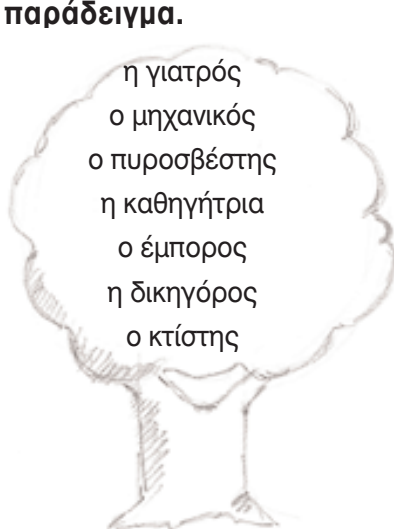 παράδειγμα.
η γιατρός
ο μηχανικός
ο πυροσβέστης
η καθηγήτρια
ο έμπορος
η δικηγόρος
ο κτίστης